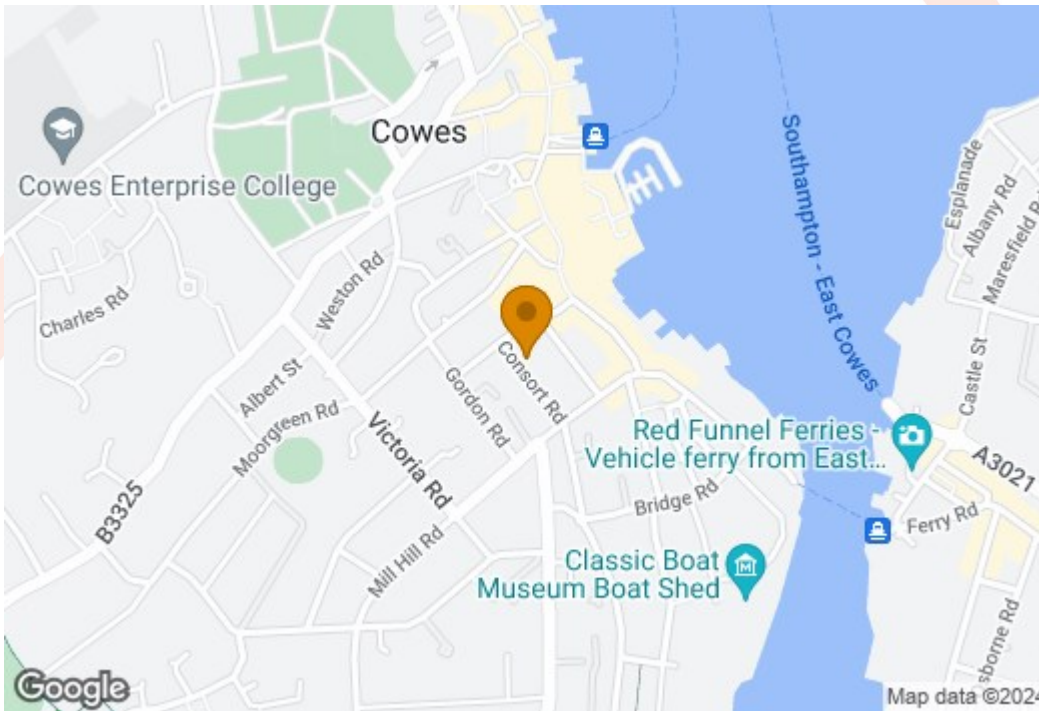 Cowes
Cowes Enterprise College
Southampton - East Cowes
Esplanade
Albany Rd
Maresfield R
Charles Rd
Weston Rd
Consort Rd
Castle St
Albert St
Gordon Rd
Moorgreen Rd
Victoria Rd
Red Funnel Ferries -
Vehicle ferry from East...
A3021
B3325
Bridge Rd
Ferry Rd
Mill Hill Rd
Classic Boat
Museum Boat Shed
M
sborne Rd
Google
Map data ©2024